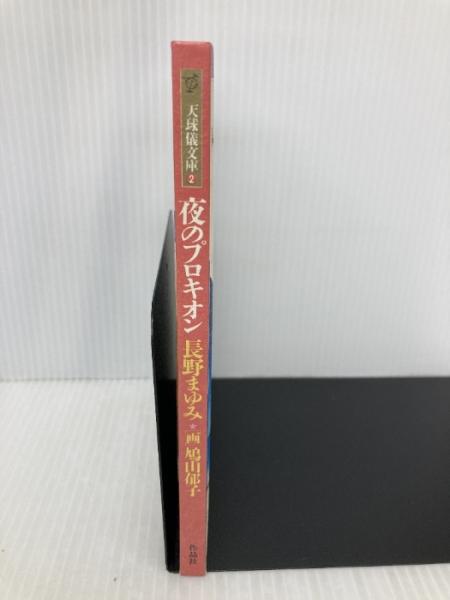 天球儀文庫2
夜のプロキオン
長野まゆみ★画 鳩山郁子
作品社